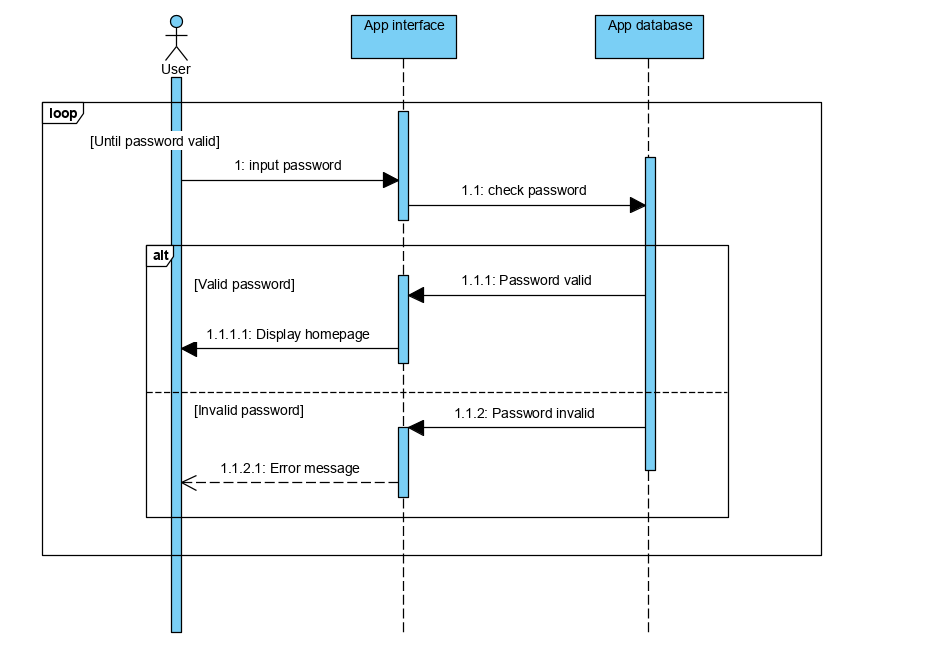 App interface
App database
User
loop
[Until password valid]
1: input password
1.1: check password
alt
[Valid password]
1.1.1: Password valid
1.1.1.1: Display homepage
[Invalid password]
1.1.2: Password invalid
1.1.2.1: Error message